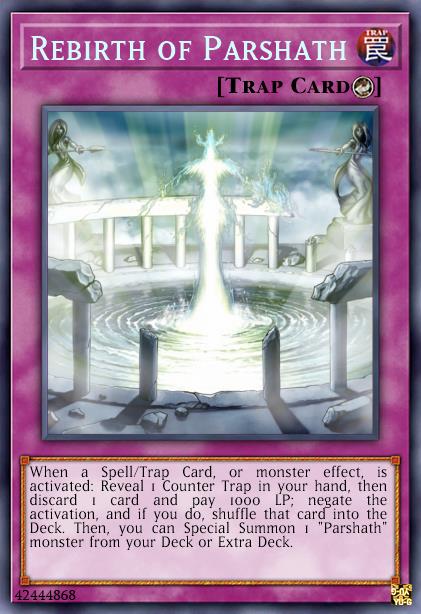 Rebirth of Parshath
TRAP
罠
[Trap Card]
When a Spell/Trap Card, or monster effect, is
activated: Reveal 1 Counter Trap in your hand, then
discard 1 card and pay 1000 LP; negate the
activation, and if you do, shuffle that card into the
Deck. Then, you can Special Summon 1 "Parshath"
monster from your Deck or Extra Deck.
42444868